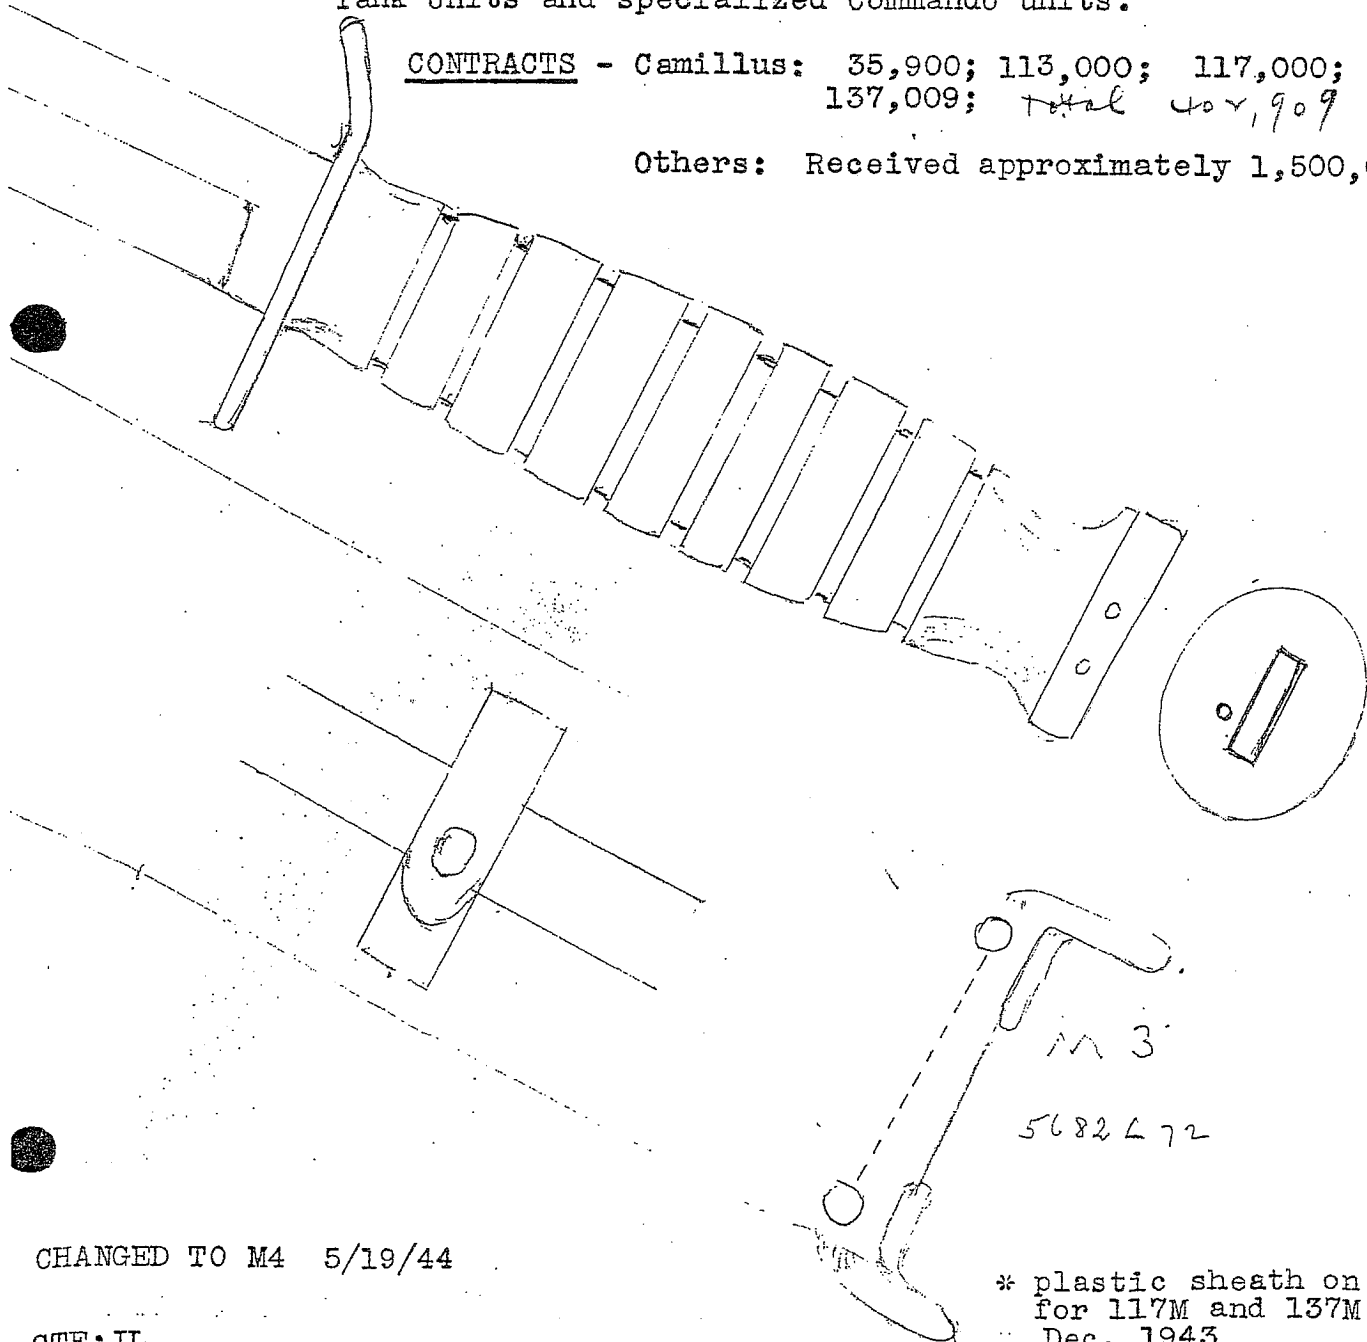 Tank Units and specialized Commando units.
CONTRACTS - Camillus: 35,900; 113,000; 117,000;
137,009; Total 402,909
Others: Received approximately 1,500,
M 3
CHANGED TO M4 5/19/44
* plastic sheath on
for 117M and 137M
Dec. 1943